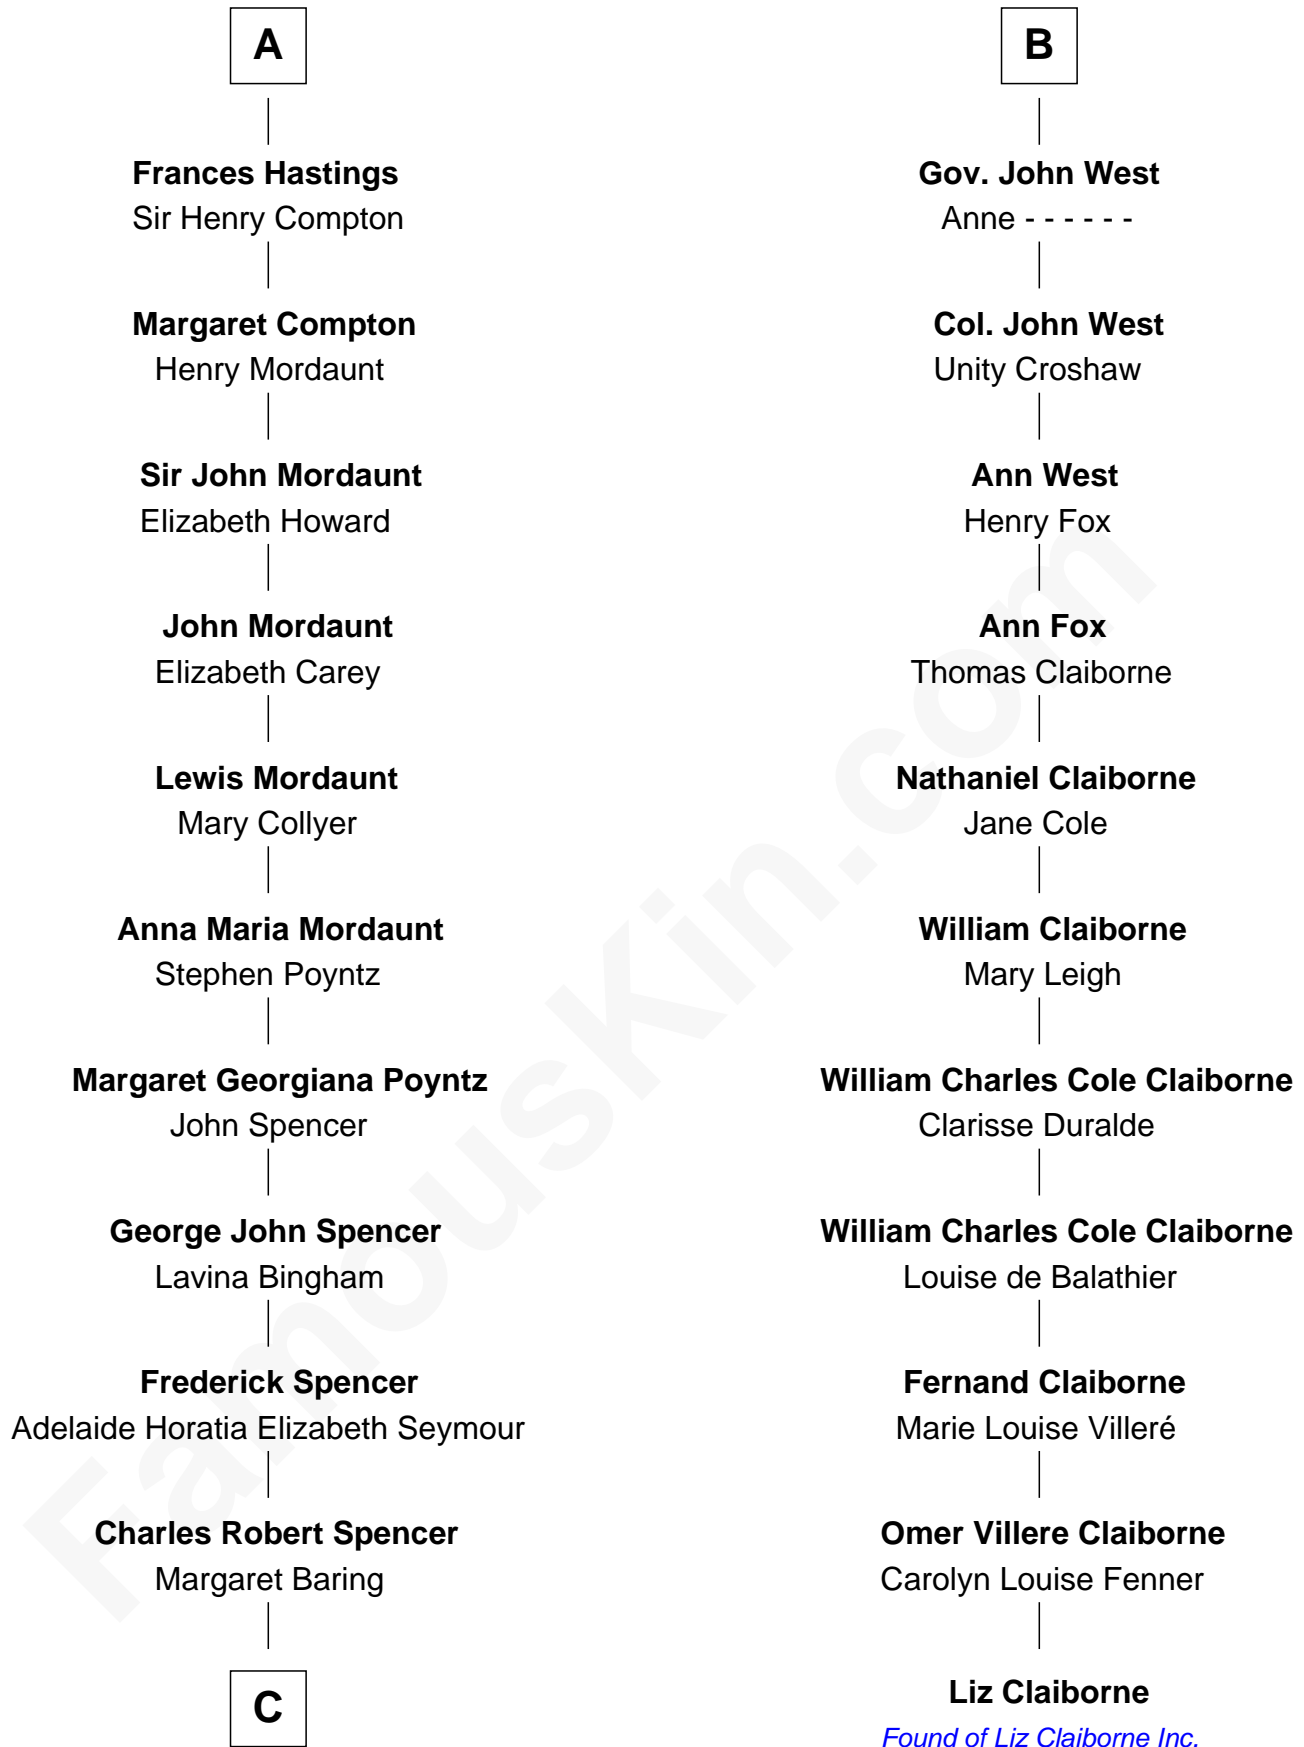 A
Frances Hastings
Sir Henry Compton
Margaret Compton
Henry Mordaunt
Sir John Mordaunt
Elizabeth Howard
John Mordaunt
Elizabeth Carey
Lewis Mordaunt
Mary Collyer
Anna Maria Mordaunt
Stephen Poyntz
Margaret Georgiana Poyntz
John Spencer
George John Spencer
Lavina Bingham
Frederick Spencer
Adelaide Horatia Elizabeth Seymour
Charles Robert Spencer
Margaret Baring
C
B
Gov. John West
Anne - - - - - -
Col. John West
Unity Croshaw
Ann West
Henry Fox
Ann Fox
Thomas Claiborne
Nathaniel Claiborne
Jane Cole
William Claiborne
Mary Leigh
William Charles Cole Claiborne
Clarisse Duralde
William Charles Cole Claiborne
Louise de Balathier
Fernand Claiborne
Marie Louise Villeré
Omer Villere Claiborne
Carolyn Louise Fenner
Liz Claiborne
Found of Liz Claiborne Inc.
FamousKin.com